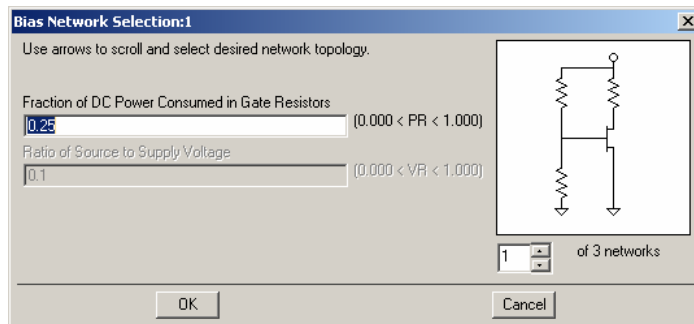 Bias Network Selection:1
Use arrows to scroll and select desired network topology.
Fraction of DC Power Consumed in Gate Resistors
0.25 (0.000 < PR < 1.000)
Ratio of Source to Supply Voltage
0.1 (0.000 < VR < 1.000)
1 of 3 networks
OK Cancel